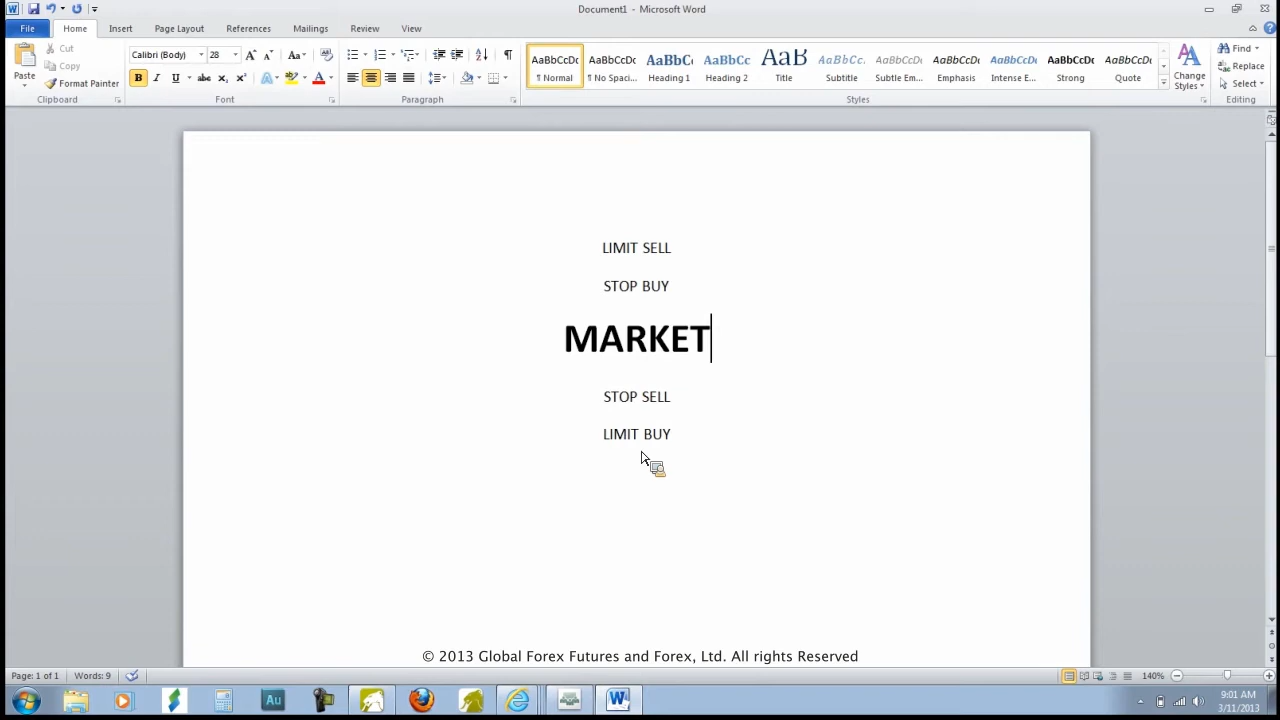 Document1 - Microsoft Word
File Home Insert Page Layout References Mailings Review View
Paste
Cut
Copy
Format Painter
Clipboard
Calibri (Body) 28
Font
Paragraph
AaBbCcDc AaBbCcDc AaBbC AaBbCc AaB AaBbCc. AaBbCcDc AaBbCcDc AaBbCcDc AaBbCcDc AaBbCcDc
¶ Normal ¶ No Spaci... Heading 1 Heading 2 Title Subtitle Subtle Em... Emphasis Intense E... Strong Quote
Change
Styles
Styles
Find
Replace
Select
Editing
LIMIT SELL
STOP BUY
MARKET
STOP SELL
LIMIT BUY
© 2013 Global Forex Futures and Forex, Ltd. All rights Reserved
Page: 1 of 1 Words: 9 140%
Au
9:01 AM
3/11/2013